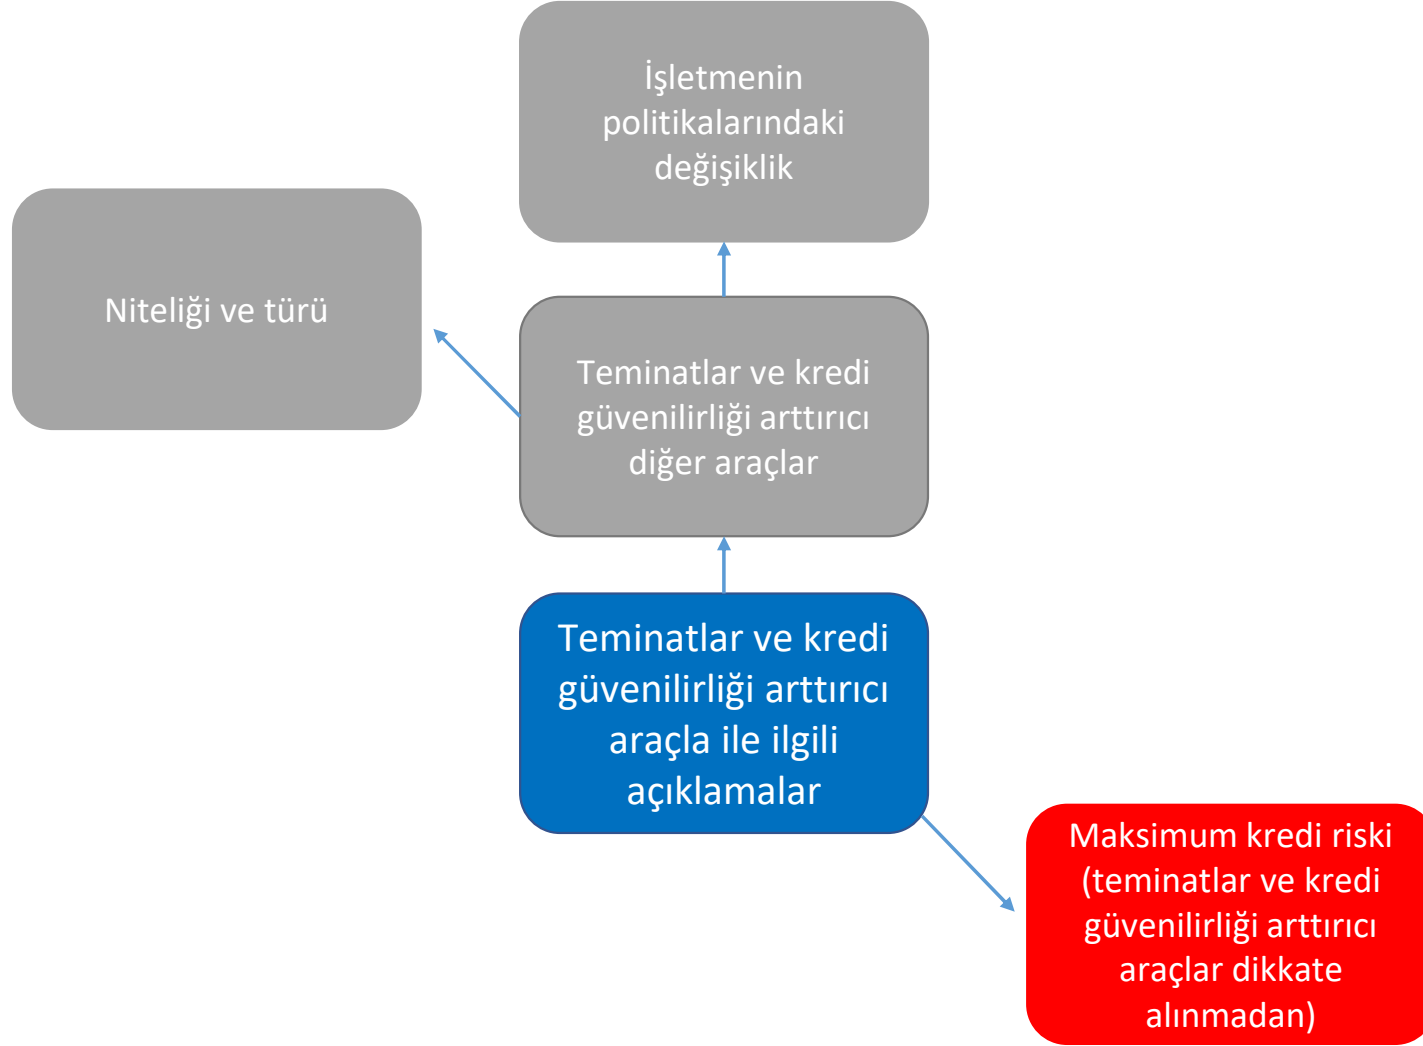 İşletmenin
politikalarındaki
değişiklik
Niteliği ve türü
Teminatlar ve kredi
güvenilirliği arttırıcı
diğer araçlar
Teminatlar ve kredi
güvenilirliği arttırıcı
araçla ile ilgili
açıklamalar
Maksimum kredi riski
(teminatlar ve kredi
güvenilirliği arttırıcı
araçlar dikkate
alınmadan)